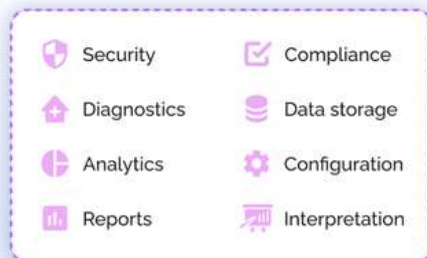 Security
Compliance
Diagnostics
Data storage
Analytics
Configuration
Reports
Interpretation